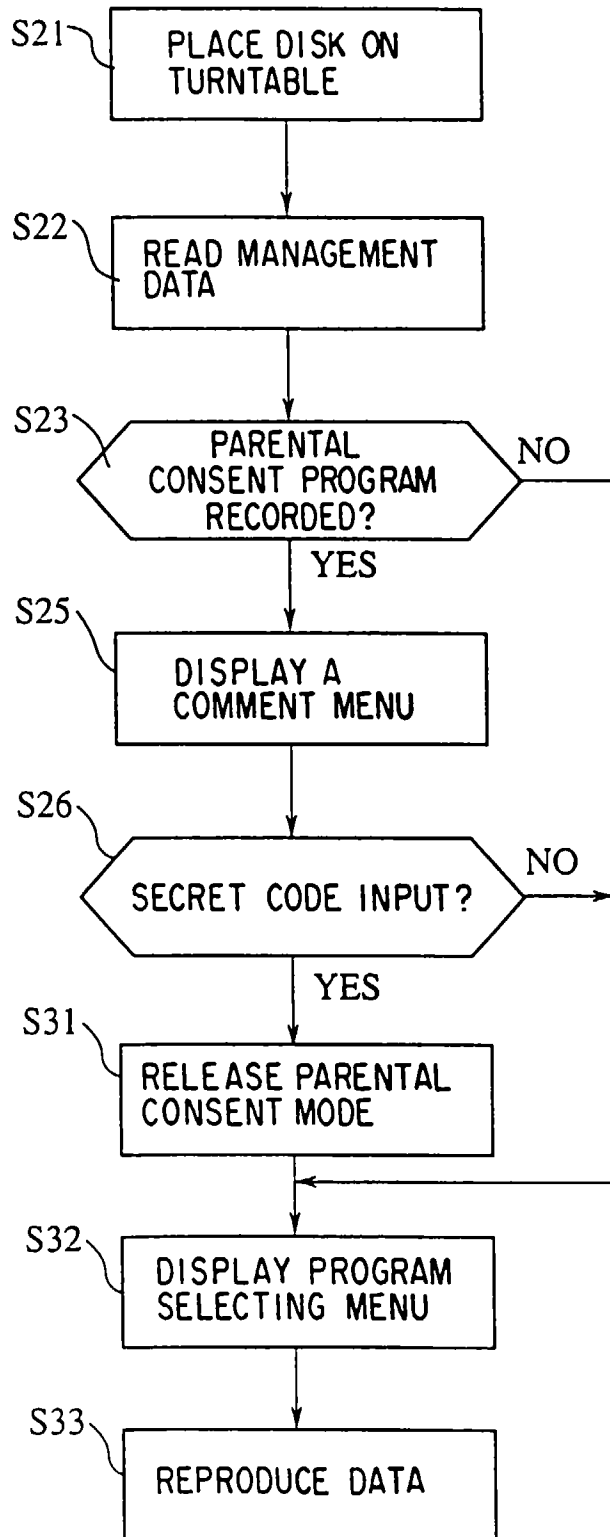 S21
PLACE DISK ON
TURNTABLE
S22
READ MANAGEMENT
DATA
S23
PARENTAL
CONSENT PROGRAM
RECORDED?
NO
YES
S25
DISPLAY A
COMMENT MENU
S26
SECRET CODE INPUT?
NO
YES
S31
RELEASE PARENTAL
CONSENT MODE
S32
DISPLAY PROGRAM
SELECTING MENU
S33
REPRODUCE DATA